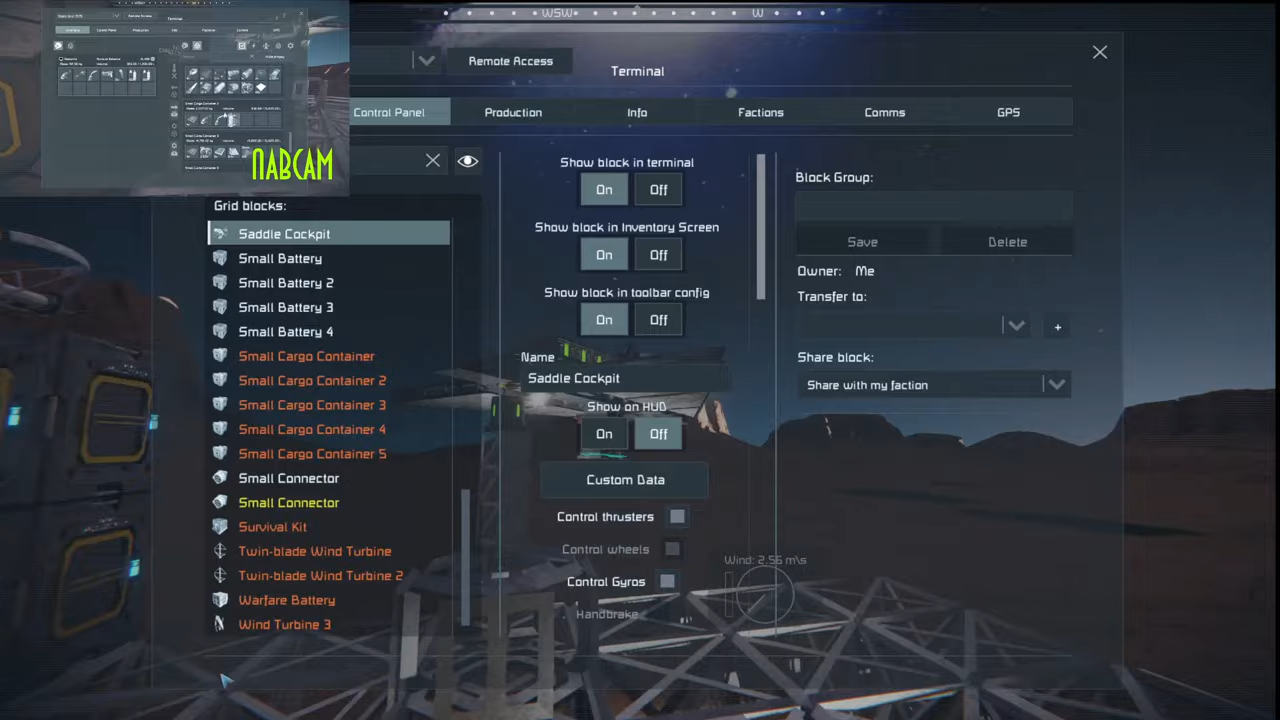 WSW
W
Remote Access
Terminal
Control Panel
Production
Info
Factions
Comms
GPS
NABCAM
Grid blocks:
Saddle Cockpit
Small Battery
Small Battery 2
Small Battery 3
Small Battery 4
Small Cargo Container
Small Cargo Container 2
Small Cargo Container 3
Small Cargo Container 4
Small Cargo Container 5
Small Connector
Small Connector
Survival Kit
Twin-blade Wind Turbine
Twin-blade Wind Turbine 2
Warfare Battery
Wind Turbine 3
Show block in terminal
On Off
Show block in Inventory Screen
On Off
Show block in toolbar config
On Off
Name
Saddle Cockpit
Show on HUD
On Off
Custom Data
Control thrusters
Control wheels
Control Gyros
Handbrake
Wind: 2.56 m/s
Block Group:
Save Delete
Owner: Me
Transfer to:
+
Share block:
Share with my faction